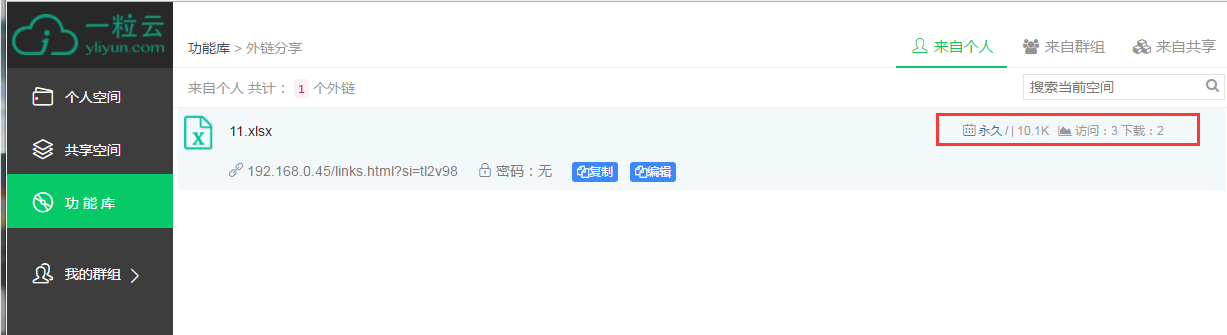 一粒云
yliyun.com
功能库 > 外链分享
来自个人
来自群组
来自共享
个人空间
共享空间
功 能 库
我的群组
来自个人 共计： 1 个外链
搜索当前空间
11.xlsx
永久 / | 10.1K 访问：3 下载：2
192.168.0.45/links.html?si=tl2v98 密码：无 复制 编辑